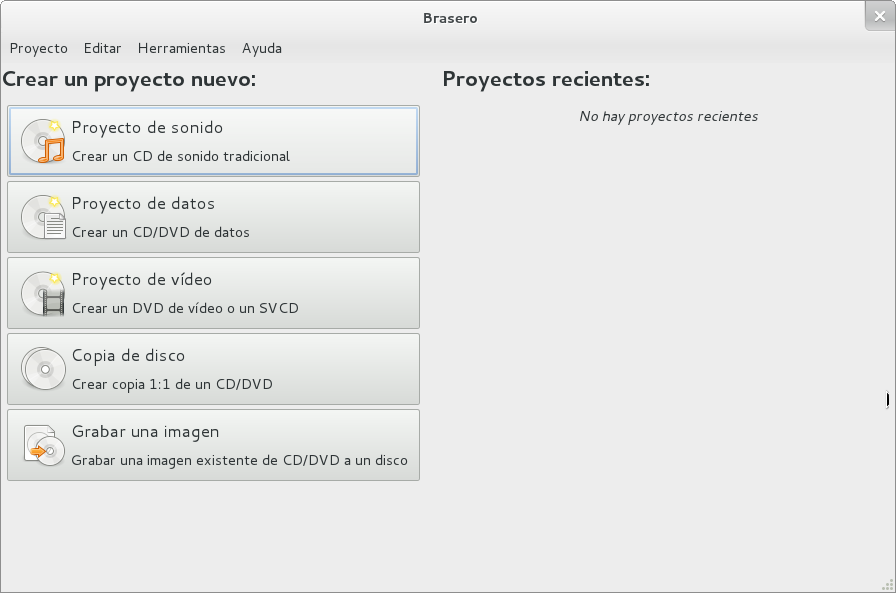 Brasero
Proyecto Editar Herramientas Ayuda
Crear un proyecto nuevo:
Proyecto de sonido
Crear un CD de sonido tradicional
Proyecto de datos
Crear un CD/DVD de datos
Proyecto de vídeo
Crear un DVD de vídeo o un SVCD
Copia de disco
Crear copia 1:1 de un CD/DVD
Grabar una imagen
Grabar una imagen existente de CD/DVD a un disco
Proyectos recientes:
No hay proyectos recientes